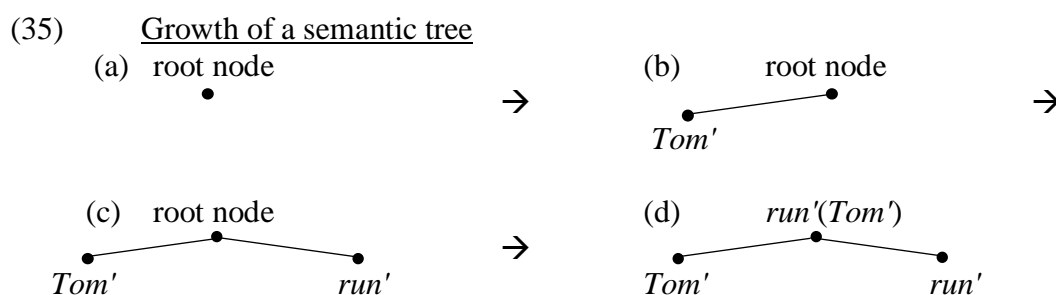 (35) Growth of a semantic tree
(a) root node (b) root node
→ →
Tom′
(c) root node (d) run′(Tom′)
→
Tom′ run′ Tom′ run′